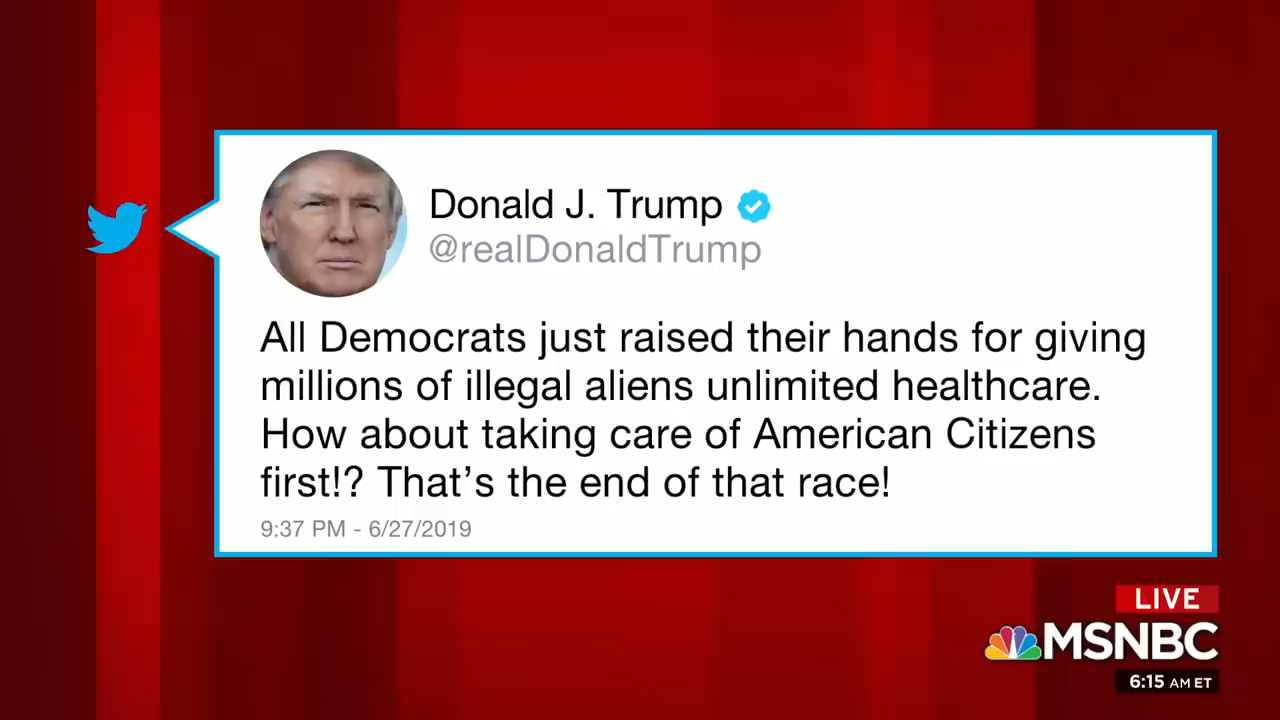 Donald J. Trump
@realDonaldTrump
All Democrats just raised their hands for giving
millions of illegal aliens unlimited healthcare.
How about taking care of American Citizens
first!? That’s the end of that race!
9:37 PM - 6/27/2019
LIVE
MSNBC
6:15 AM ET